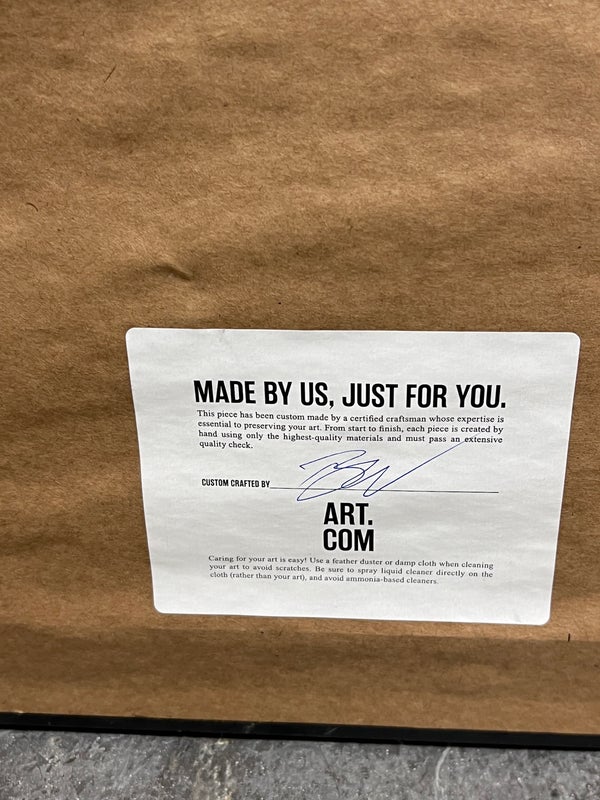 MADE BY US, JUST FOR YOU.
This piece has been custom made by a certified craftsman whose expertise is
essential to preserving your art. From start to finish, each piece is created by
hand using only the highest-quality materials and must pass an extensive
quality check.
CUSTOM CRAFTED BY
ART.
COM
Caring for your art is easy! Use a feather duster or damp cloth when cleaning
your art to avoid scratches. Be sure to spray liquid cleaner directly on the
cloth (rather than your art), and avoid ammonia-based cleaners.